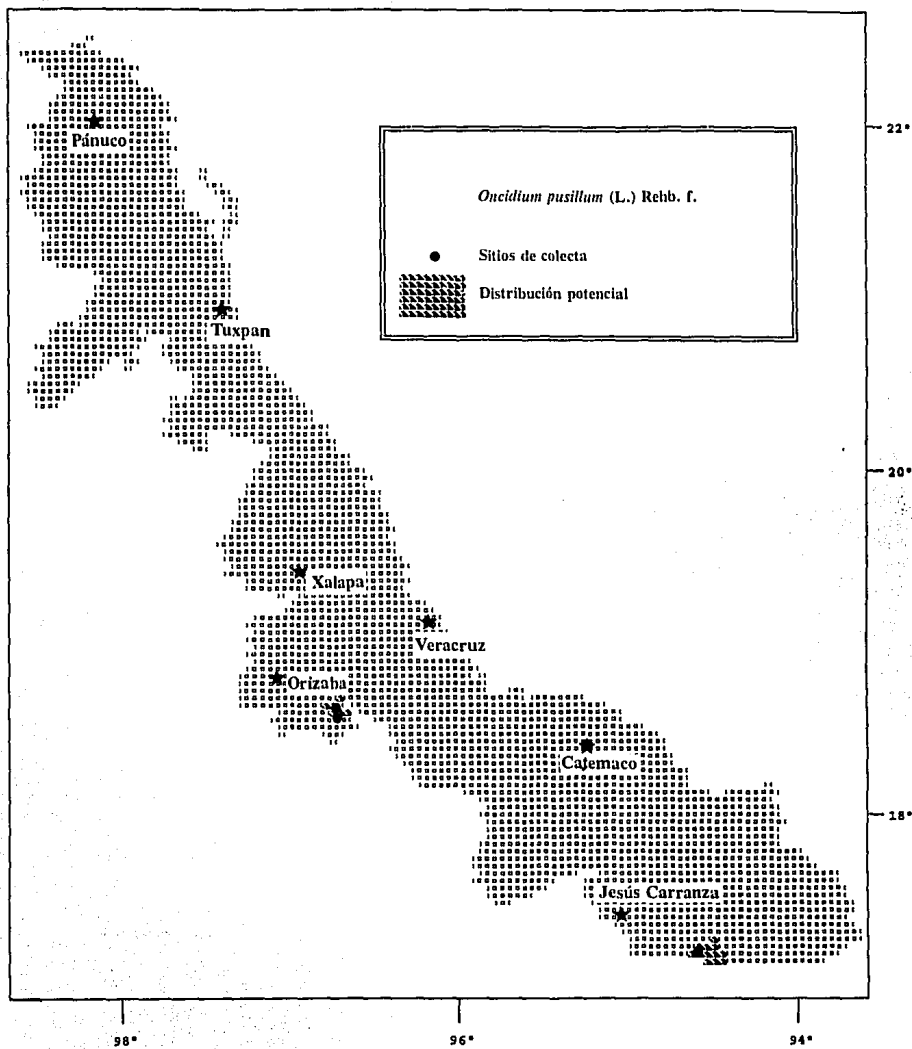 Pánuco
22°
Oncidium pusillum (L.) Rehb. f.
Sitios de colecta
Distribución potencial
Tuxpan
20°
Xalapa
Veracruz
Orizaba
Catemaco
18°
Jesús Carranza
98°
96°
94°